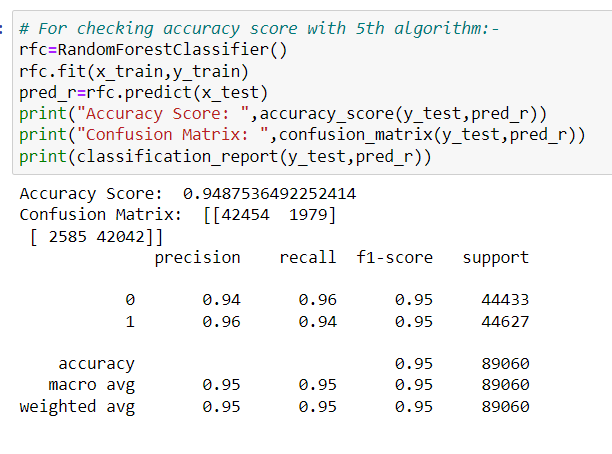 :
# For checking accuracy score with 5th algorithm:-
rfc=RandomForestClassifier()
rfc.fit(x_train,y_train)
pred_r=rfc.predict(x_test)
print("Accuracy Score: ",accuracy_score(y_test,pred_r))
print("Confusion Matrix: ",confusion_matrix(y_test,pred_r))
print(classification_report(y_test,pred_r))
Accuracy Score:  0.9487536492252414
Confusion Matrix:  [[42454  1979]
 [ 2585 42042]]
              precision    recall  f1-score   support

           0       0.94      0.96      0.95     44433
           1       0.96      0.94      0.95     44627

    accuracy                           0.95     89060
   macro avg       0.95      0.95      0.95     89060
weighted avg       0.95      0.95      0.95     89060